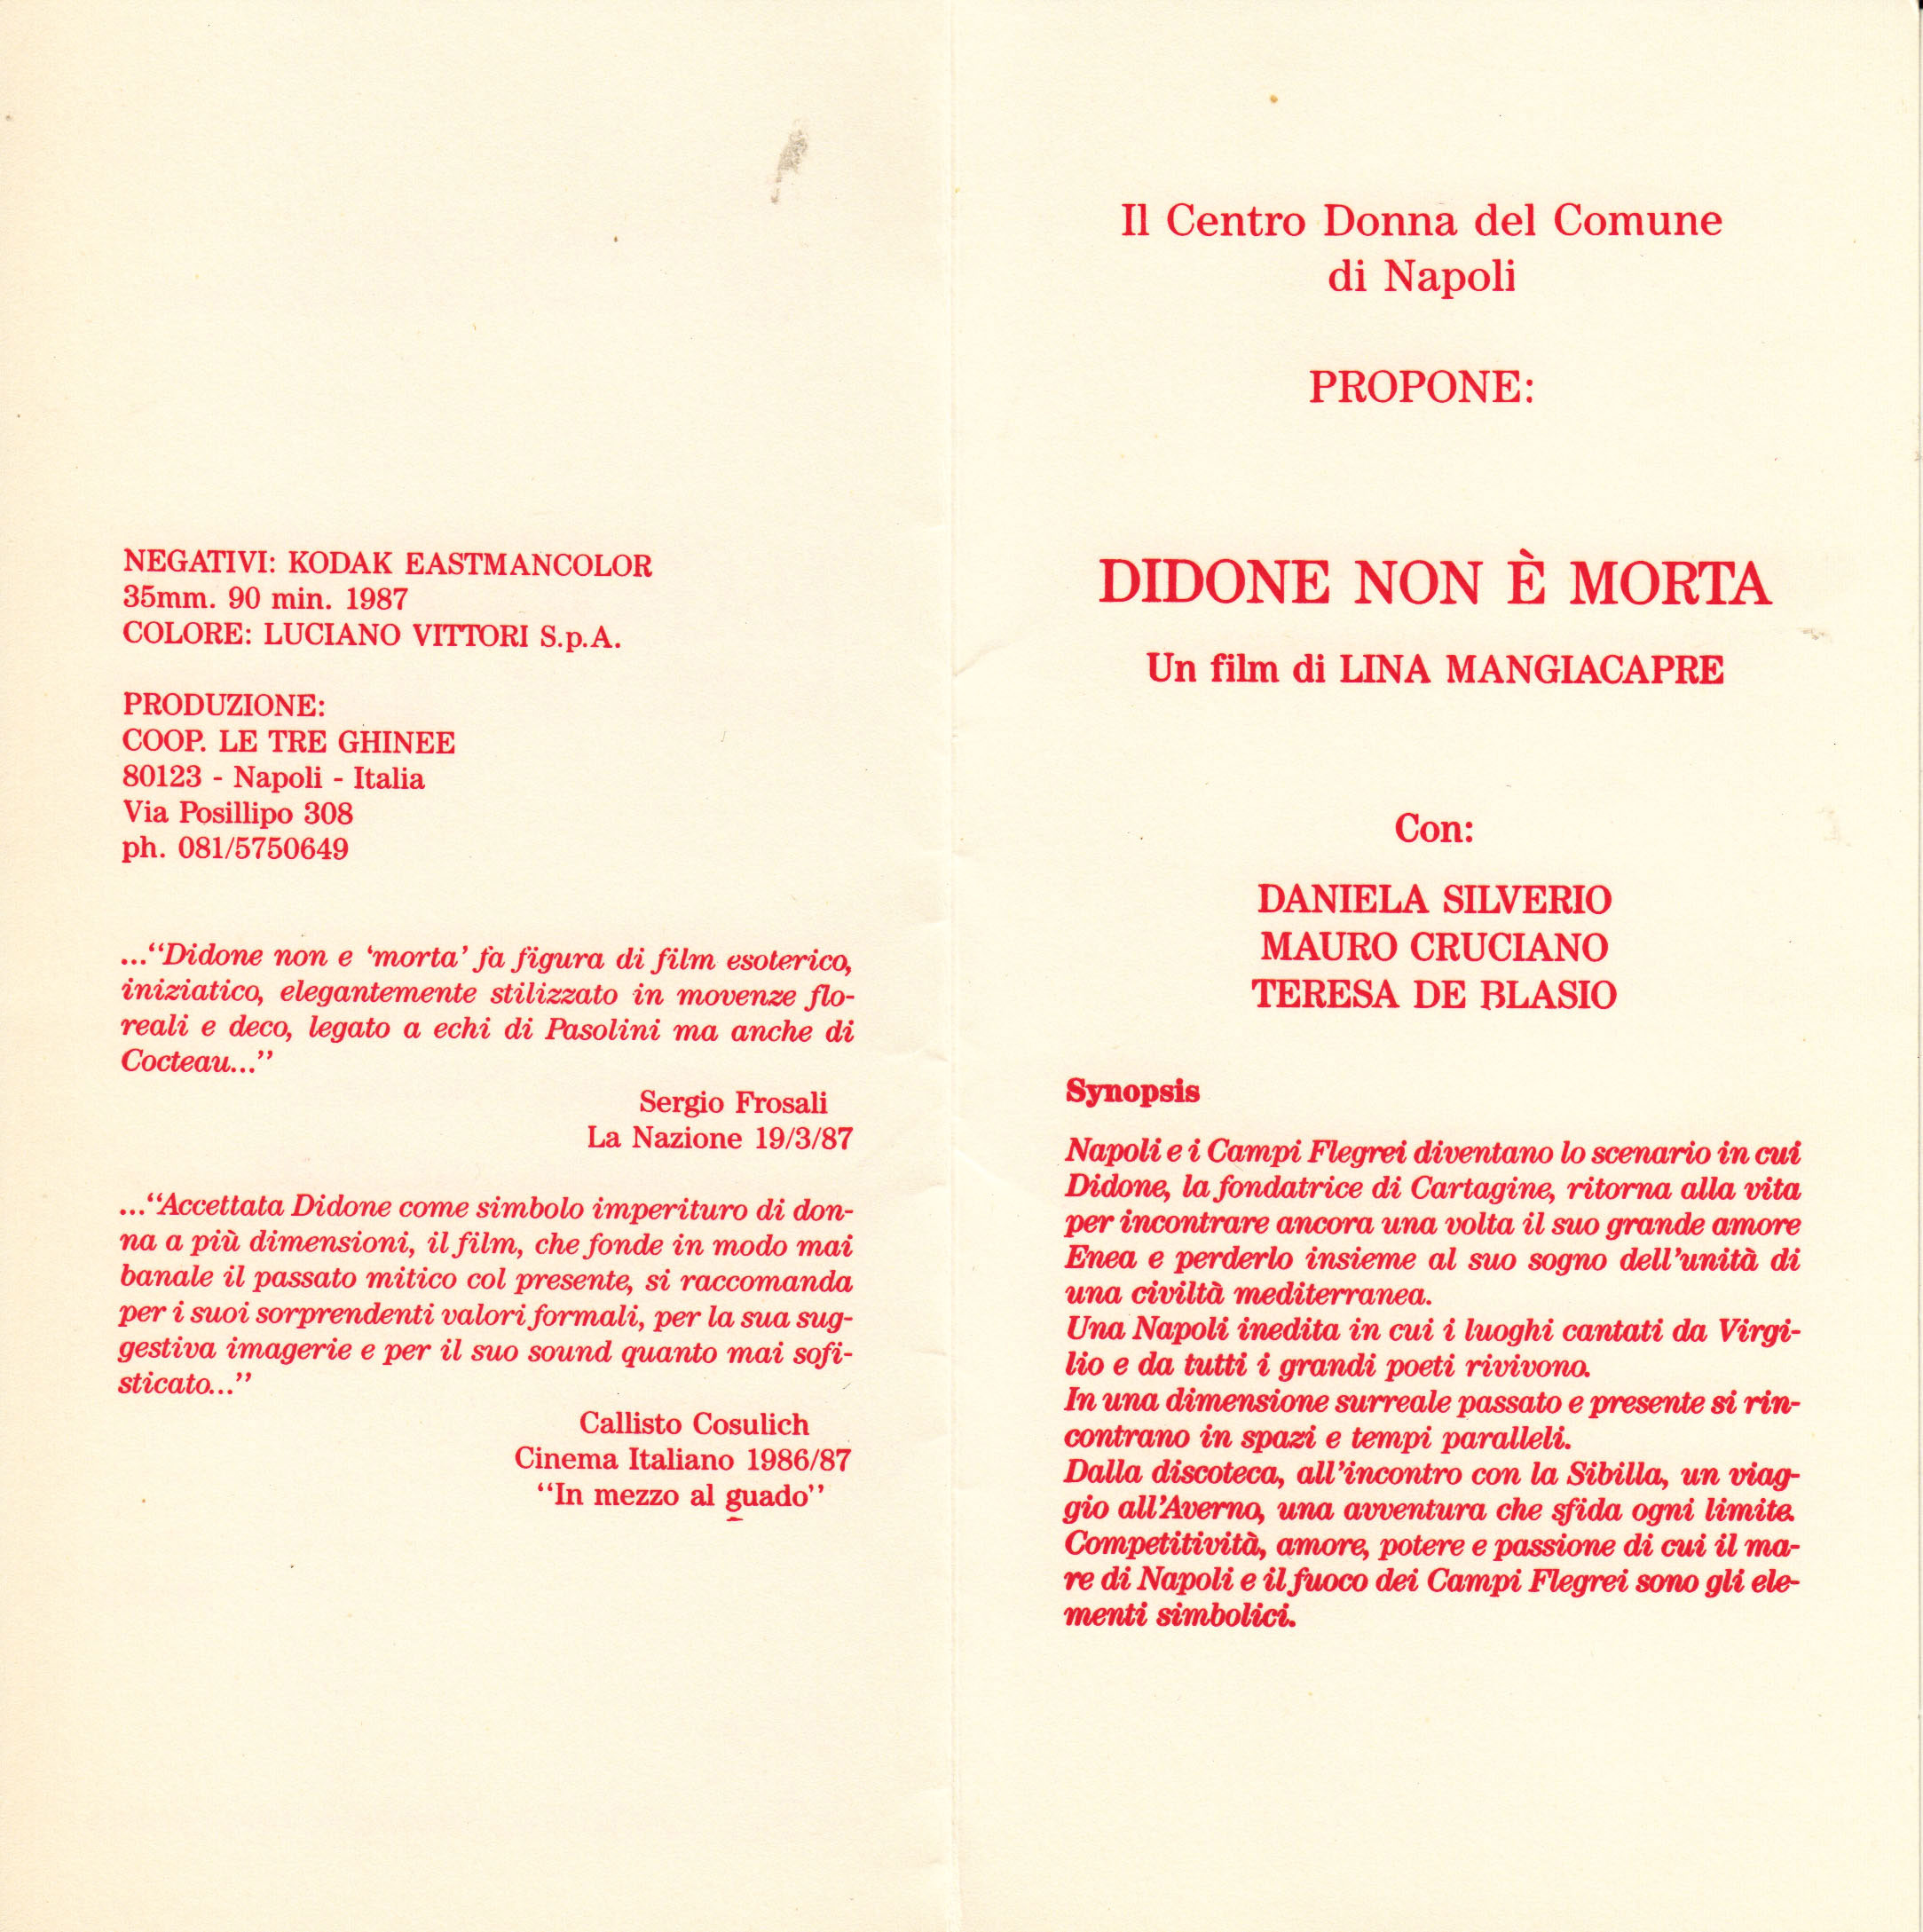 NEGATIVI: KODAK EASTMANCOLOR
35mm. 90 min. 1987
COLORE: LUCIANO VITTORI S.p.A.
PRODUZIONE:
COOP. LE TRE GHINEE
80123 - Napoli - Italia
Via Posillipo 308
ph. 081/5750649
...“Didone non e ‘morta’ fa figura di film esoterico,
iniziatico, elegantemente stilizzato in movenze flo-
reali e deco, legato a echi di Pasolini ma anche di
Cocteau...”
Sergio Frosali
La Nazione 19/3/87
...“Accettata Didone come simbolo imperituro di don-
na a più dimensioni, il film, che fonde in modo mai
banale il passato mitico col presente, si raccomanda
per i suoi sorprendenti valori formali, per la sua sug-
gestiva imagerie e per il suo sound quanto mai sofi-
sticato...”
Callisto Cosulich
Cinema Italiano 1986/87
“In mezzo al guado”
Il Centro Donna del Comune
di Napoli
PROPONE:
DIDONE NON È MORTA
Un film di LINA MANGIACAPRE
Con:
DANIELA SILVERIO
MAURO CRUCIANO
TERESA DE BLASIO
Synopsis
Napoli e i Campi Flegrei diventano lo scenario in cui
Didone, la fondatrice di Cartagine, ritorna alla vita
per incontrare ancora una volta il suo grande amore
Enea e perderlo insieme al suo sogno dell’unità di
una civiltà mediterranea.
Una Napoli inedita in cui i luoghi cantati da Virgi-
lio e da tutti i grandi poeti rivivono.
In una dimensione surreale passato e presente si rin-
contrano in spazi e tempi paralleli.
Dalla discoteca, all’incontro con la Sibilla, un viag-
gio all’Averno, una avventura che sfida ogni limite.
Competitività, amore, potere e passione di cui il ma-
re di Napoli e il fuoco dei Campi Flegrei sono gli ele-
menti simbolici.